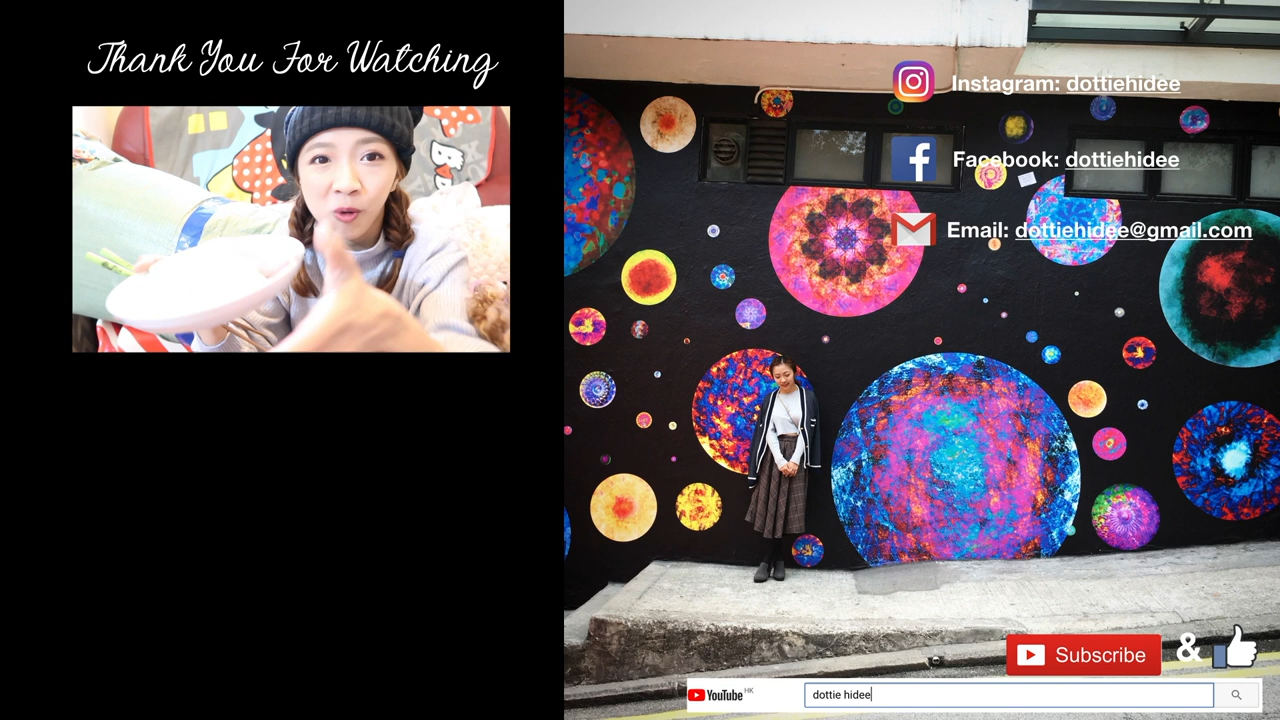 Thank You For Watching
Instagram: dottiehidee
Facebook: dottiehidee
Email: dottiehidee@gmail.com
Subscribe
&
YouTube HK
dottie hidee